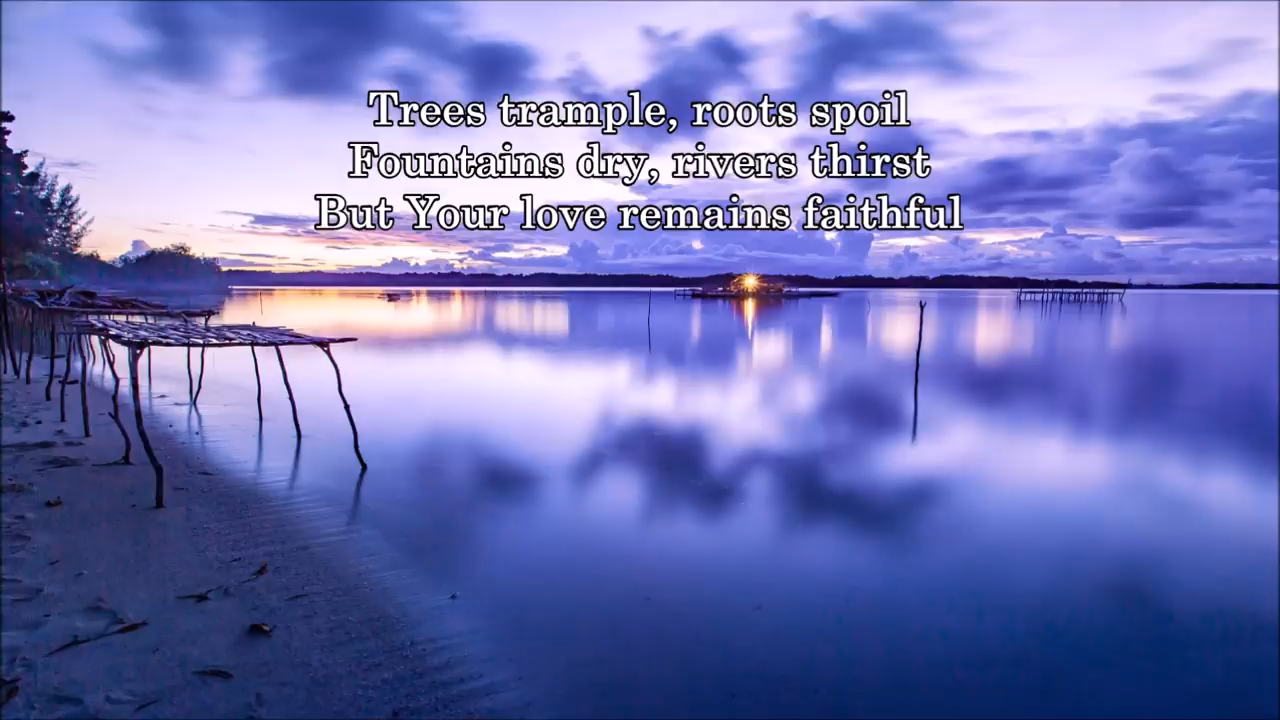 Trees trample, roots spoil
Fountains dry, rivers thirst
But Your love remains faithful